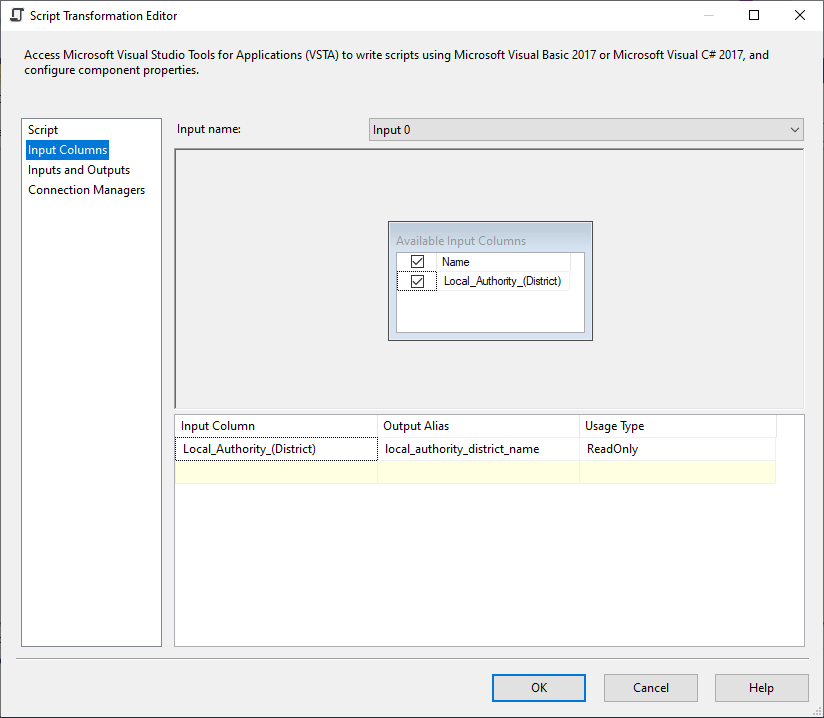 Script Transformation Editor
Access Microsoft Visual Studio Tools for Applications (VSTA) to write scripts using Microsoft Visual Basic 2017 or Microsoft Visual C# 2017, and
configure component properties.
Script
Input Columns
Inputs and Outputs
Connection Managers
Input name:
Input 0
Available Input Columns
Name
Local_Authority_(District)
Input Column Output Alias Usage Type
Local_Authority_(District) local_authority_district_name ReadOnly
OK Cancel Help